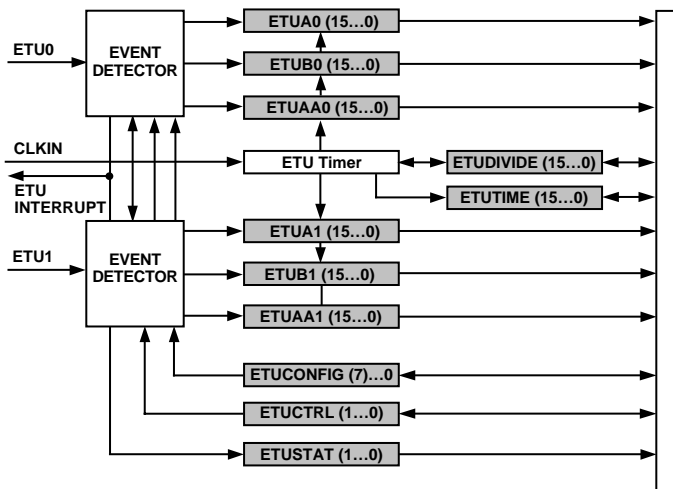 ETUA0 (15...0)
ETU0
EVENT
DETECTOR
ETUB0 (15...0)
ETUAA0 (15...0)
CLKIN
ETU Timer
ETUDIVIDE (15...0)
ETU
INTERRUPT
ETUTIME (15...0)
ETUA1 (15...0)
ETU1
EVENT
DETECTOR
ETUB1 (15...0)
ETUAA1 (15...0)
ETUCONFIG (7)...0
ETUCTRL (1...0)
ETUSTAT (1...0)